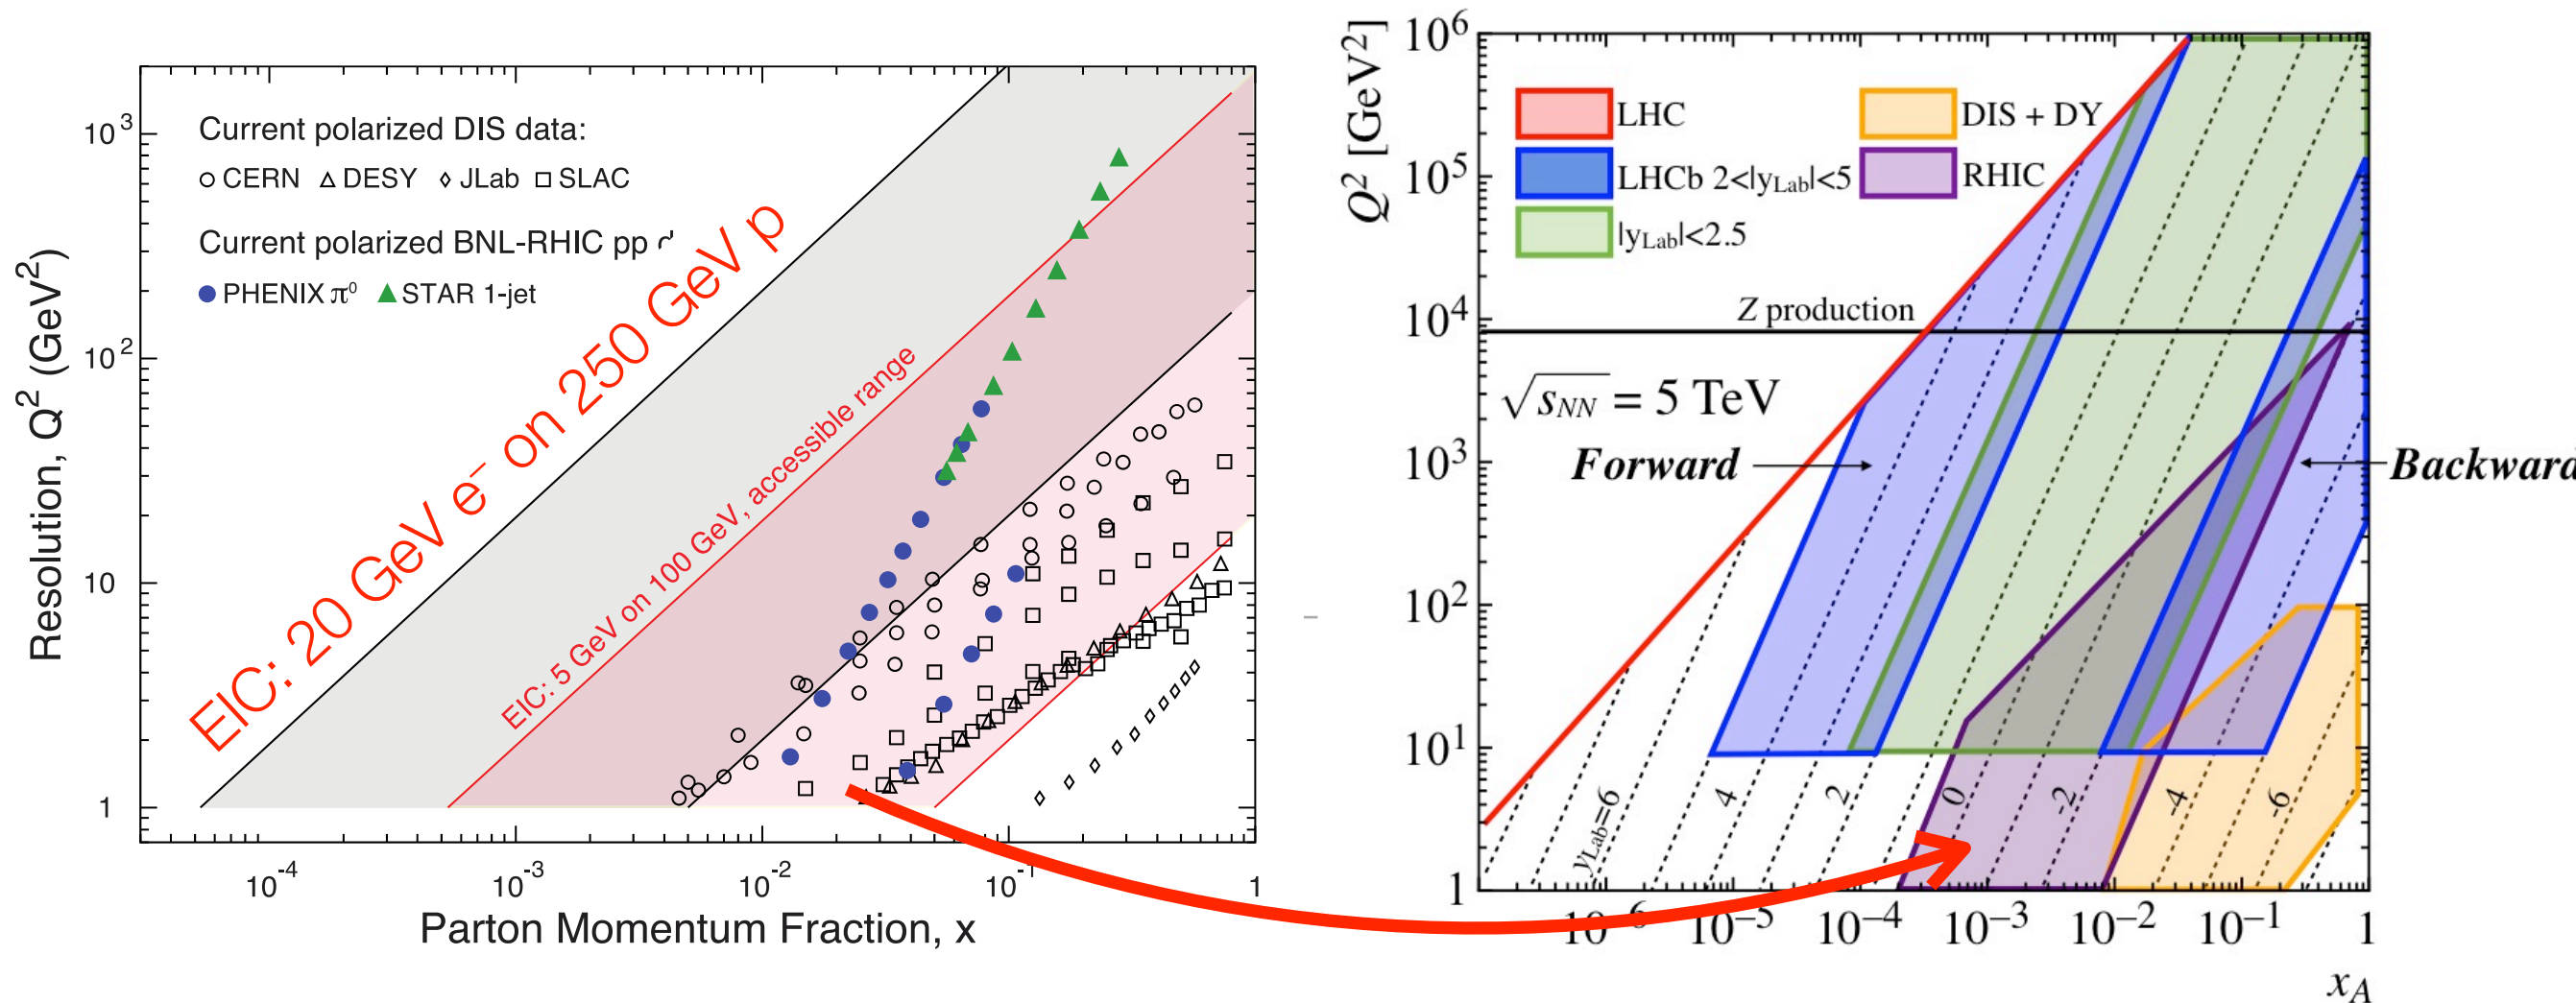 Current polarized DIS data:
CERN DESY JLab SLAC
Current polarized BNL-RHIC pp
PHENIX π⁰ STAR 1-jet
EIC: 20 GeV e⁻ on 250 GeV p
EIC: 5 GeV on 100 GeV, accessible range
Resolution, Q² (GeV²)
10³
10²
10
1
10⁻⁴ 10⁻³ 10⁻² 10⁻ 1
Parton Momentum Fraction, x
Q² [GeV²]
10⁶
10⁵
10⁴
10³
10²
10¹
1
LHC
LHCb 2<|y_Lab|<5
|y_Lab|<2.5
DIS + DY
RHIC
Z production
√s_NN = 5 TeV
Forward
Backward
y_Lab=6 4 2 0 -2 -4 -6
10⁻⁵ 10⁻⁴ 10⁻³ 10⁻² 10⁻¹ 1
x_A